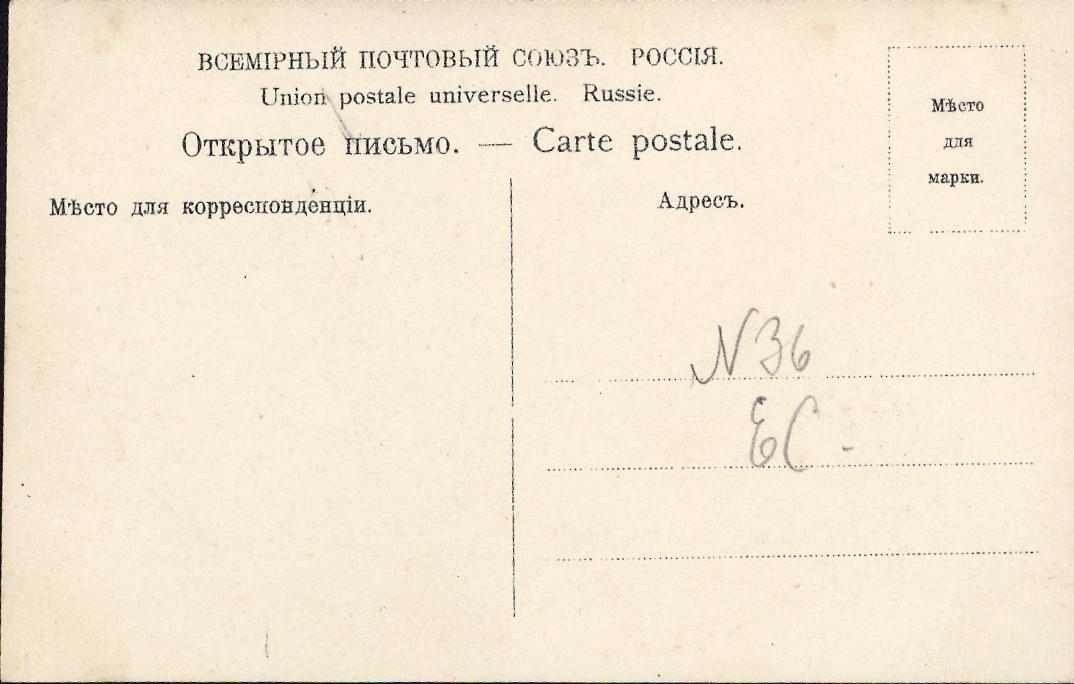 ВСЕМІРНЫЙ ПОЧТОВЫЙ СОЮЗЪ. РОССІЯ.
Union postale universelle. Russie.
Открытое письмо. — Carte postale.
Мѣсто
для
марки.
Мѣсто для корреспонденціи.
Адресъ.
N 36
ЕС -